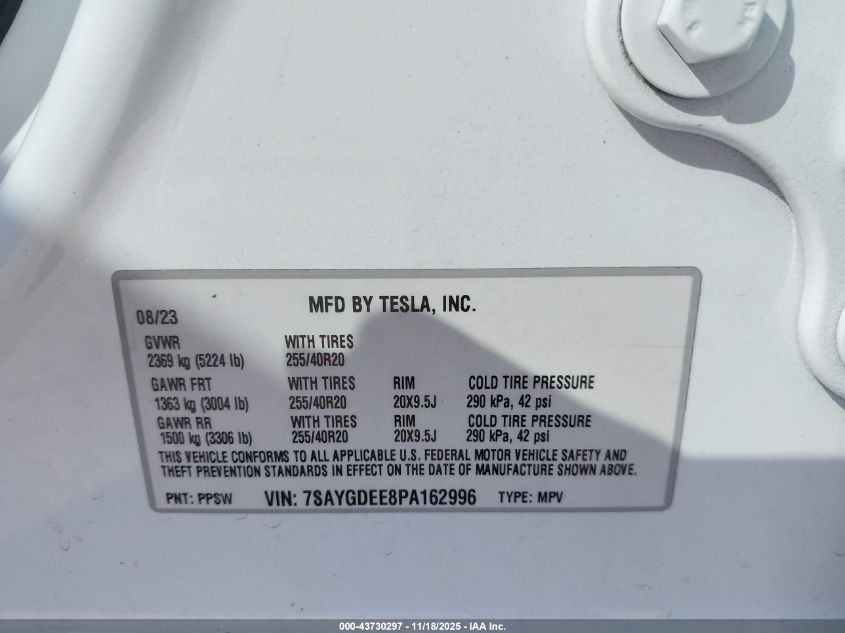 MFD BY TESLA, INC.
08/23
GVWR WITH TIRES
2369 kg (5224 lb) 255/40R20
GAWR FRT WITH TIRES RIM COLD TIRE PRESSURE
1363 kg (3004 lb) 255/40R20 20X9.5J 290 kPa, 42 psi
GAWR RR WITH TIRES RIM COLD TIRE PRESSURE
1500 kg (3306 lb) 255/40R20 20X9.5J 290 kPa, 42 psi
THIS VEHICLE CONFORMS TO ALL APPLICABLE U.S. FEDERAL MOTOR VEHICLE SAFETY AND
THEFT PREVENTION STANDARDS IN EFFECT ON THE DATE OF MANUFACTURE SHOWN ABOVE.
PNT: PPSW VIN: 7SAYGDEE8PA162996 TYPE: MPV
000-43730297 - 11/18/2025 - IAA Inc.